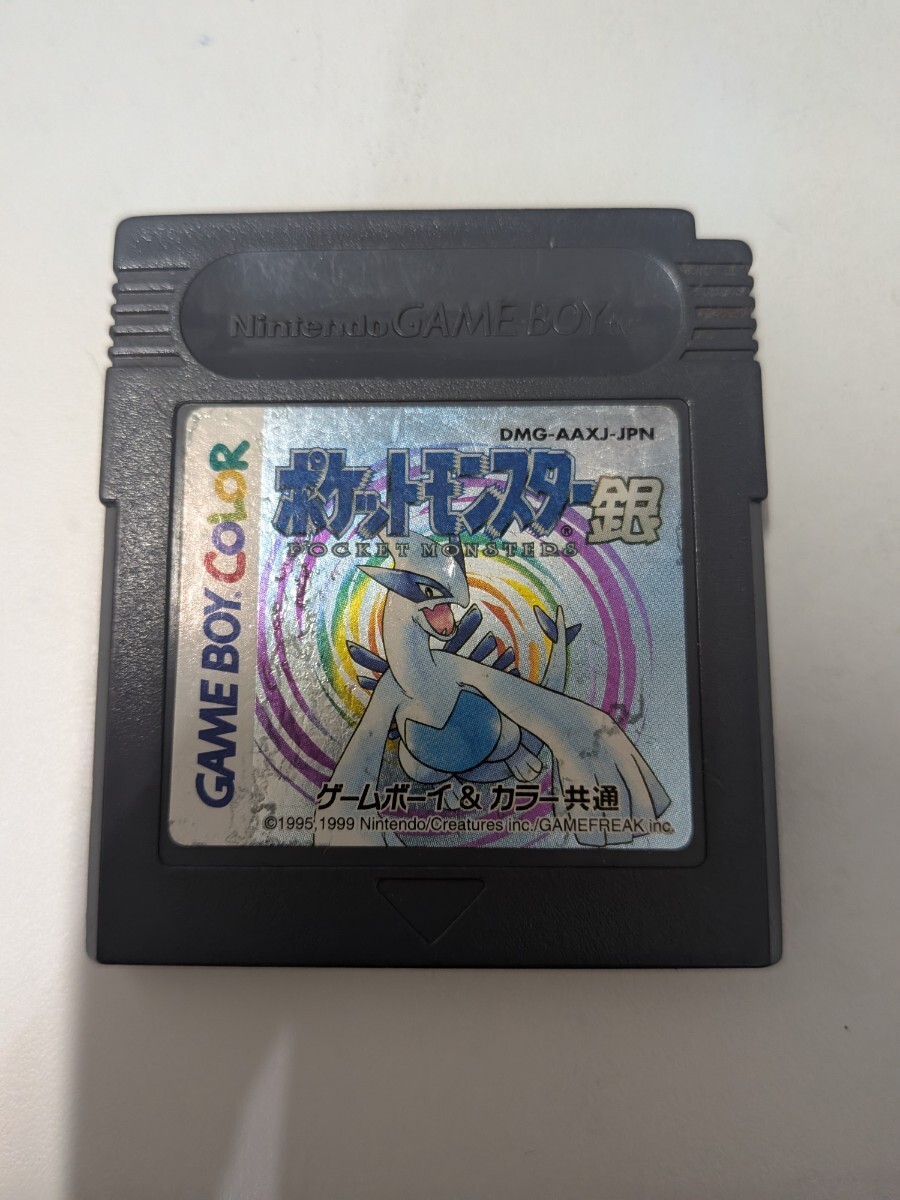 Nintendo GAME BOY TM
DMG-AAXJ-JPN
GAME BOY COLOR
ポケットモンスター® 銀
POCKET MONSTERS
ゲームボーイ & カラー共通
©1995,1999 Nintendo/Creatures inc./GAMEFREAK inc.